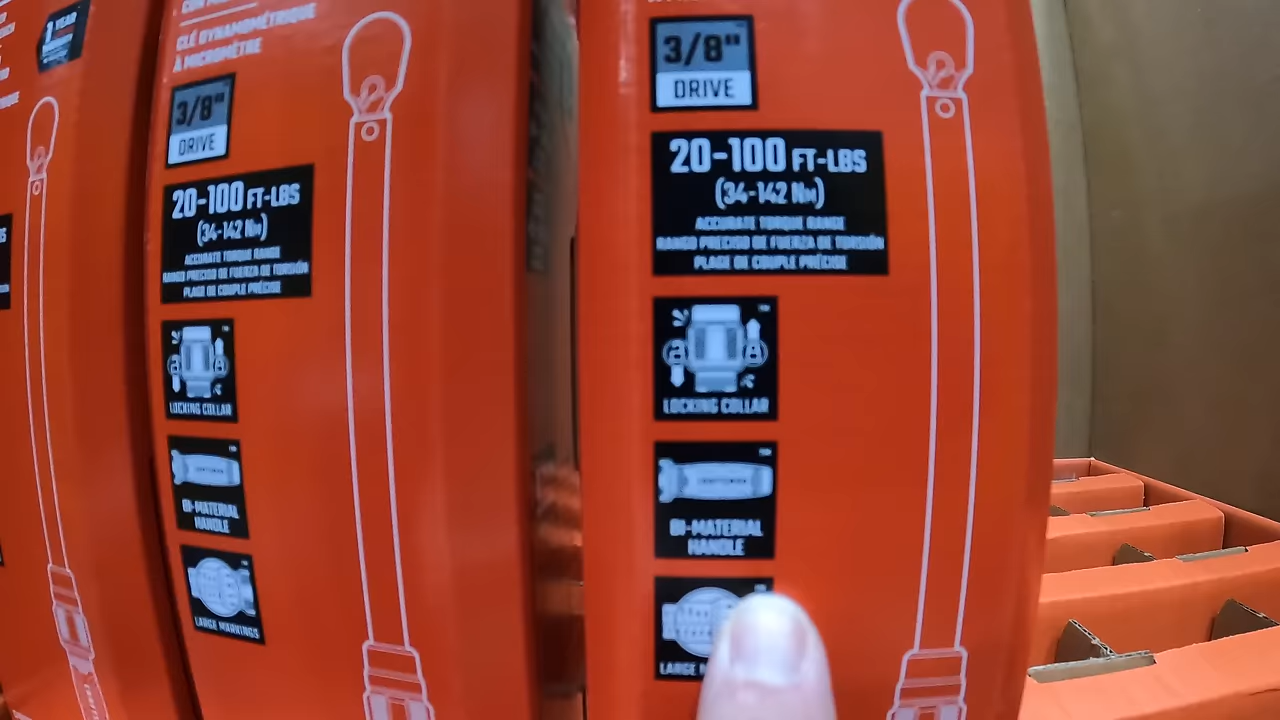 1 YEAR
CLÉ DYNAMOMÉTRIQUE
À MICROMÈTRE
3/8"
DRIVE
20-100 FT-LBS
(34-142 NM)
ACCURATE TORQUE RANGE
RANGO PRECISO DE FUERZA DE TORSIÓN
PLAGE DE COUPLE PRÉCISE
LOCKING COLLAR
BI-MATERIAL
HANDLE
LARGE MARKINGS
3/8"
DRIVE
20-100 FT-LBS
(34-142 NM)
ACCURATE TORQUE RANGE
RANGO PRECISO DE FUERZA DE TORSIÓN
PLAGE DE COUPLE PRÉCISE
LOCKING COLLAR
BI-MATERIAL
HANDLE
LARGE